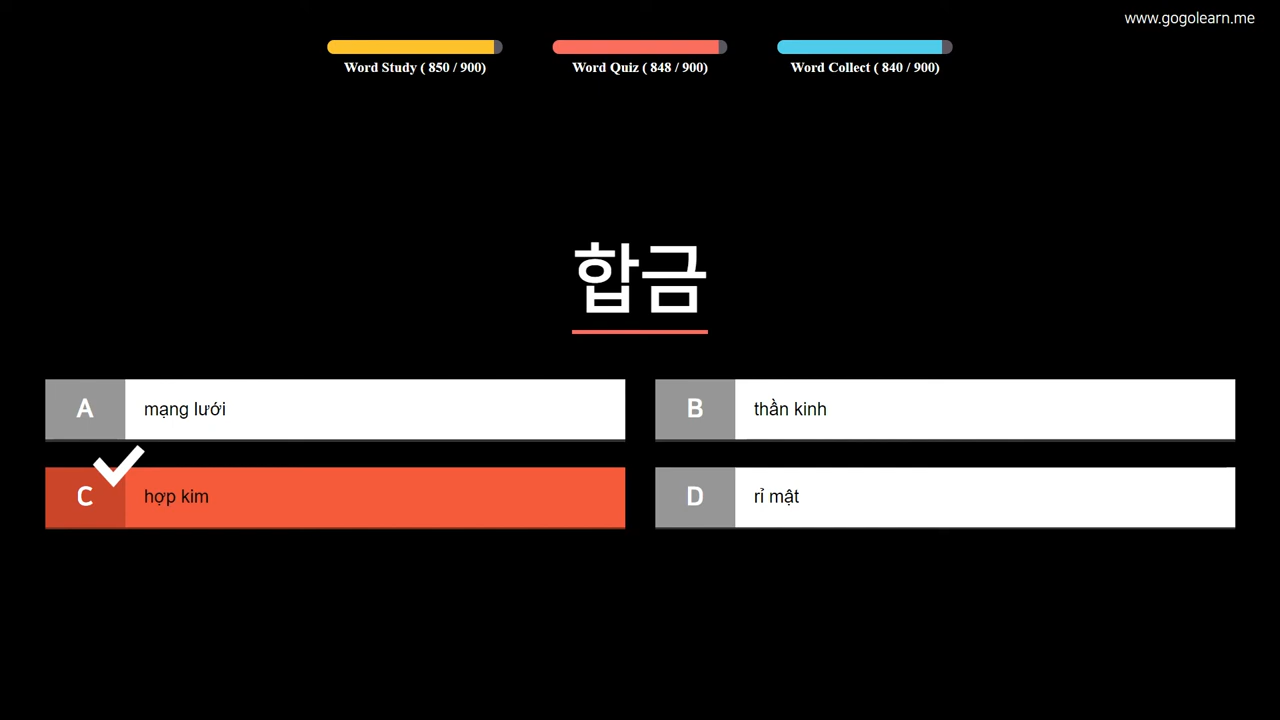 www.gogolearn.me
Word Study ( 850 / 900)
Word Quiz ( 848 / 900)
Word Collect ( 840 / 900)
합금
A mạng lưới
B thần kinh
C hợp kim
D rỉ mật